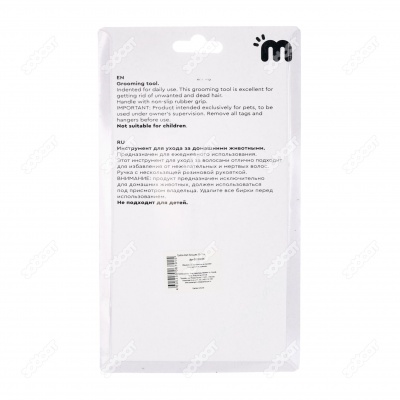 m
EH
Grooming tool.
Indented for daily use. This grooming tool is excellent for
getting rid of unwanted and dead hair.
Handle with non-slip rubber grip.
IMPORTANT: Product intended exclusively for pets, to be
used under owner's supervision. Remove all tags and
hangers before use.
Not suitable for children.
RU
Инструмент для ухода за домашними животными.
Предназначен для ежедневного использования.
Этот инструмент для ухода за волосами отлично подходит
для избавления от нежелательных и мертвых волос.
Ручка с нескользящей резиновой рукояткой.
ВНИМАНИЕ: продукт предназначен исключительно
для домашних животных, должен использоваться
под присмотром владельца. Удалите все бирки перед
использованием.
Не подходит для детей.